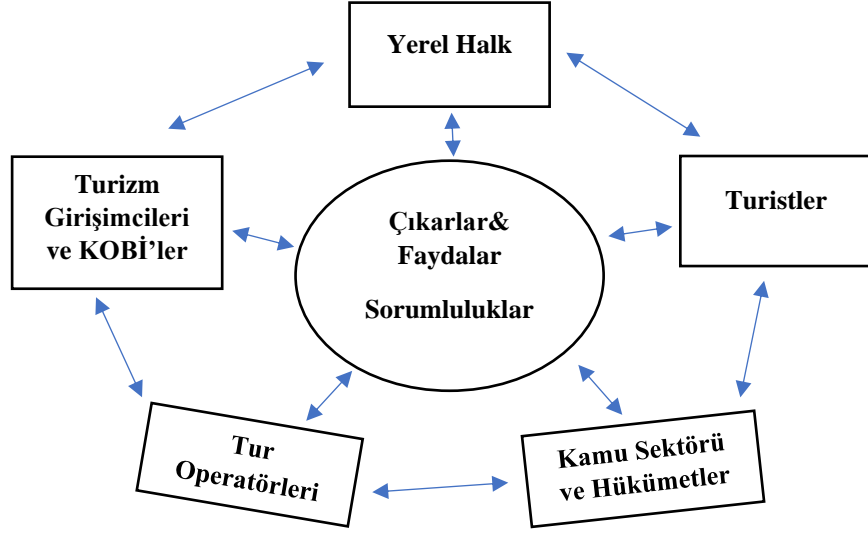 Yerel Halk
Turizm
Girişimcileri
ve KOBİ’ler
Çıkarlar&
Faydalar
Sorumluluklar
Turistler
Tur
Operatörleri
Kamu Sektörü
ve Hükümetler